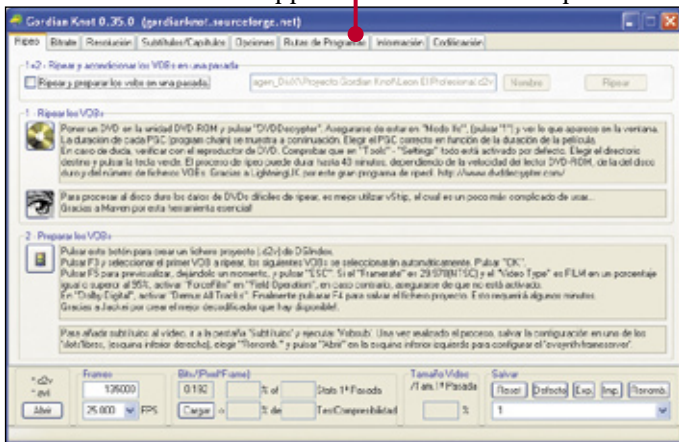 Gordian Knot 0.35.0 (gordianknot.sourceforge.net)
Ripeo Bitrate Resolución Subtítulos/Capítulos Opciones Rutas de Programas Información Codificación
1+2 - Ripear y acondicionar los VOBs en una pasada
Ripear y preparar los vobs en una pasada. Proyecto Gordian Knot\Leon El Profesional.d2v Nombre Ripear
1 - Ripear los VOBs
Poner un DVD en la unidad DVD-ROM y pulsar "DVDDecrypter". Asegurarse de estar en "Modo Ifo", (pulsar "I") y ver lo que aparece en la ventana.
La duracion de cada PGC (program chain) se muestra a continuación. Elegir el PGC correcto en función de la duración de la película.
En caso de duda, verificar con el reproductor de DVD. Comprobar que en "Tools" - "Settings" todo está activado por defecto. Elegir el directorio
destino y pulsar la tecla verde. El proceso de ripeo puede durar hasta 40 minutos, dependiendo de la velocidad del lector DVD-ROM, de la del disco
duro y del número de ficheros VOBs. Gracias a LightningUK por este gran programa de ripeo! http://www.dvddecrypter.com/
Para procesar al disco duro los datos de DVDs difíciles de ripear, es mejor utilizar vStrip, el cual es un poco más complicado de usar...
Gracias a Maven por esta herramienta esencial!
2 - Preparar los VOBs
Pulsar este botón para crear un fichero proyecto (.d2v) de DGIndex.
Pulsar F3 y seleccionar el primer VOB a ripear, los siguientes VOBs se seleccionarán automáticamente. Pulsar "OK".
Pulsar F5 para previsualizar, dejándolo un momento, y pulsar "ESC". Si el "Framerate" es 29.970(NTSC) y el "Video Type" es FILM en un porcentaje
igual o superior al 95%, activar "ForceFilm" en "Field Operation", en caso contrario, asegurarse de que no está activado.
En "Dolby Digital", activar "Demux All Tracks". Finalmente pulsar F4 para salvar el fichero proyecto. Esto requerirá algunos minutos.
Gracias a Jackei por crear el mejor decodificador que hay disponible!.
Para añadir subtítulos al vídeo, ir a la pestaña 'Subtítulos' y ejecutar 'Vobsub'. Una vez realizado el proceso, salvar la configuración en uno de los
'slots' libres, (esquina inferior derecha), elegir "Renomb." y pulsar "Abrir" en la esquina inferior izquierda para configurar el "avisynth frameserver".
*.d2v Frames Bits/(Pixel*Frame) Tamaño Video Salvar
*.avi 135000 0.192 % of Stats 1ª Pasada /Tam.1ªPasada Reset Defecto Exp. Imp. Renomb.
Abrir 25.000 FPS Cargar o % de TestCompresibilidad % 1